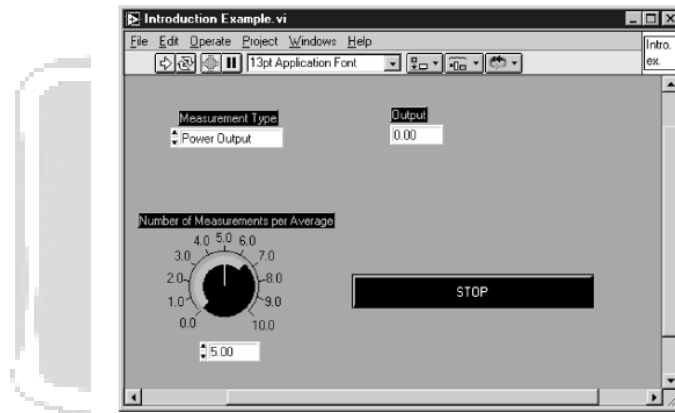 Introduction Example.vi
File Edit Operate Project Windows Help
13pt Application Font
Intro.
ex.
Measurement Type
Power Output
Output
0.00
Number of Measurements per Average
4.0 5.0 6.0
3.0 7.0
2.0 8.0
1.0 9.0
0.0 10.0
5.00
STOP